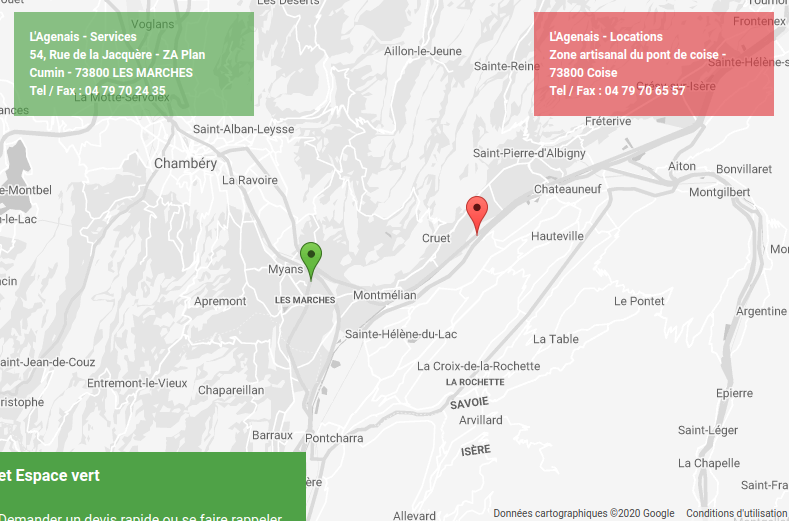 Les Déserts
Voglans
L'Agenais - Services
54, Rue de la Jacquère - ZA Plan
Cumin - 73800 LES MARCHES
Tel / Fax : 04 79 70 24 35
La Motte-Servolex
L'Agenais - Locations
Zone artisanal du pont de coise -
73800 Coise
Tel / Fax : 04 79 70 65 57
Frontenex
Aillon-le-Jeune
Sainte-Reine
Sainte-Hélène-s
Grésy-sur-Isère
Fréterive
Saint-Alban-Leysse
Chambéry
Saint-Pierre-d'Albigny
Aiton
Bonvillaret
La Ravoire
Chateauneuf
Montgilbert
e-Montbel
n-le-Lac
Cruet
Hauteville
Mon
Myans
cin
LES MARCHES
Montmélian
Apremont
Le Pontet
Argentine
Sainte-Hélène-du-Lac
La Table
aint-Jean-de-Couz
La Croix-de-la-Rochette
LA ROCHETTE
Entremont-le-Vieux
Chapareillan
Epierre
ristophe
SAVOIE
Arvillard
Barraux
Pontcharra
Saint-Léger
ISÈRE
La Chapelle
et Espace vert
ère
Saint-Fra
Demander un devis rapide ou se faire rappeler
Allevard
Données cartographiques ©2020 Google
Conditions d'utilisation